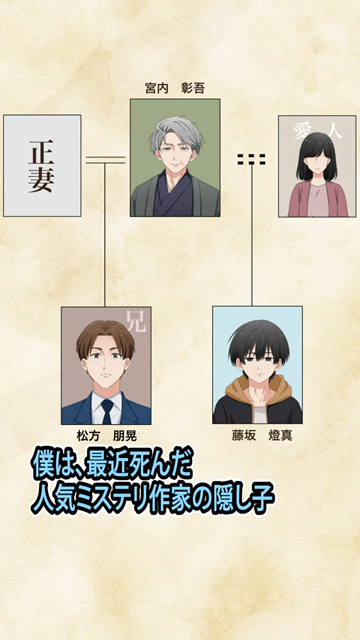 宮内 彰吾
正妻
愛人
兄
松方 朋晃
藤坂 燈真
僕は、最近死んだ
人気ミステリ作家の隠し子